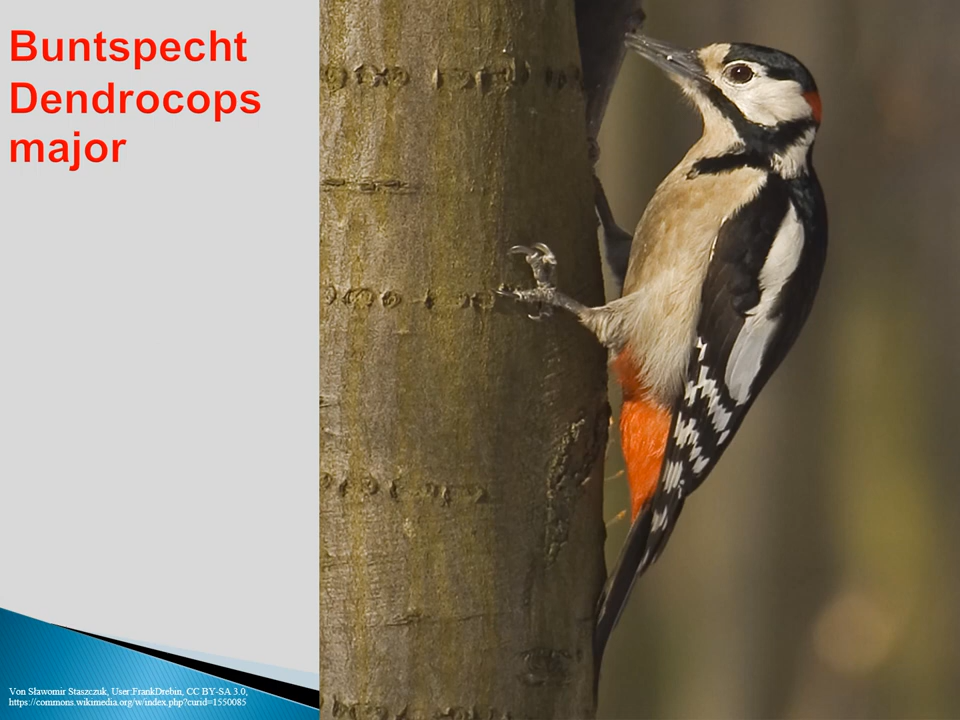 Buntspecht
Dendrocops
major
Von Sławomir Staszczuk, User:FrankDrebin, CC BY-SA 3.0,
https://commons.wikimedia.org/w/index.php?curid=1550085